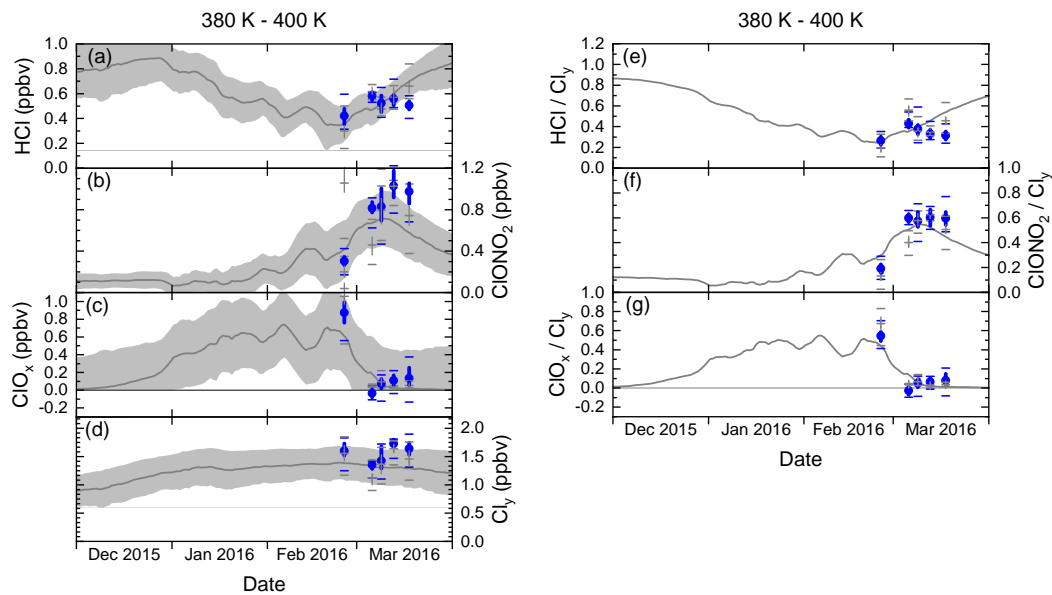 380 K - 400 K
(a)
HCl (ppbv)
1.0
0.8
0.6
0.4
0.2
0.0
(b)
ClONO₂ (ppbv)
1.2
0.8
0.4
0.0
(c)
ClOₓ (ppbv)
1.0
0.8
0.6
0.4
0.2
0.0
-0.2
(d)
Cl_y (ppbv)
2.0
1.5
1.0
0.5
0.0
Dec 2015 Jan 2016 Feb 2016 Mar 2016
Date
380 K - 400 K
(e)
HCl / Cl_y
1.2
1.0
0.8
0.6
0.4
0.2
0.0
(f)
ClONO₂ / Cl_y
1.0
0.8
0.6
0.4
0.2
0.0
(g)
ClOₓ / Cl_y
1.0
0.8
0.6
0.4
0.2
0.0
-0.2
Dec 2015 Jan 2016 Feb 2016 Mar 2016
Date